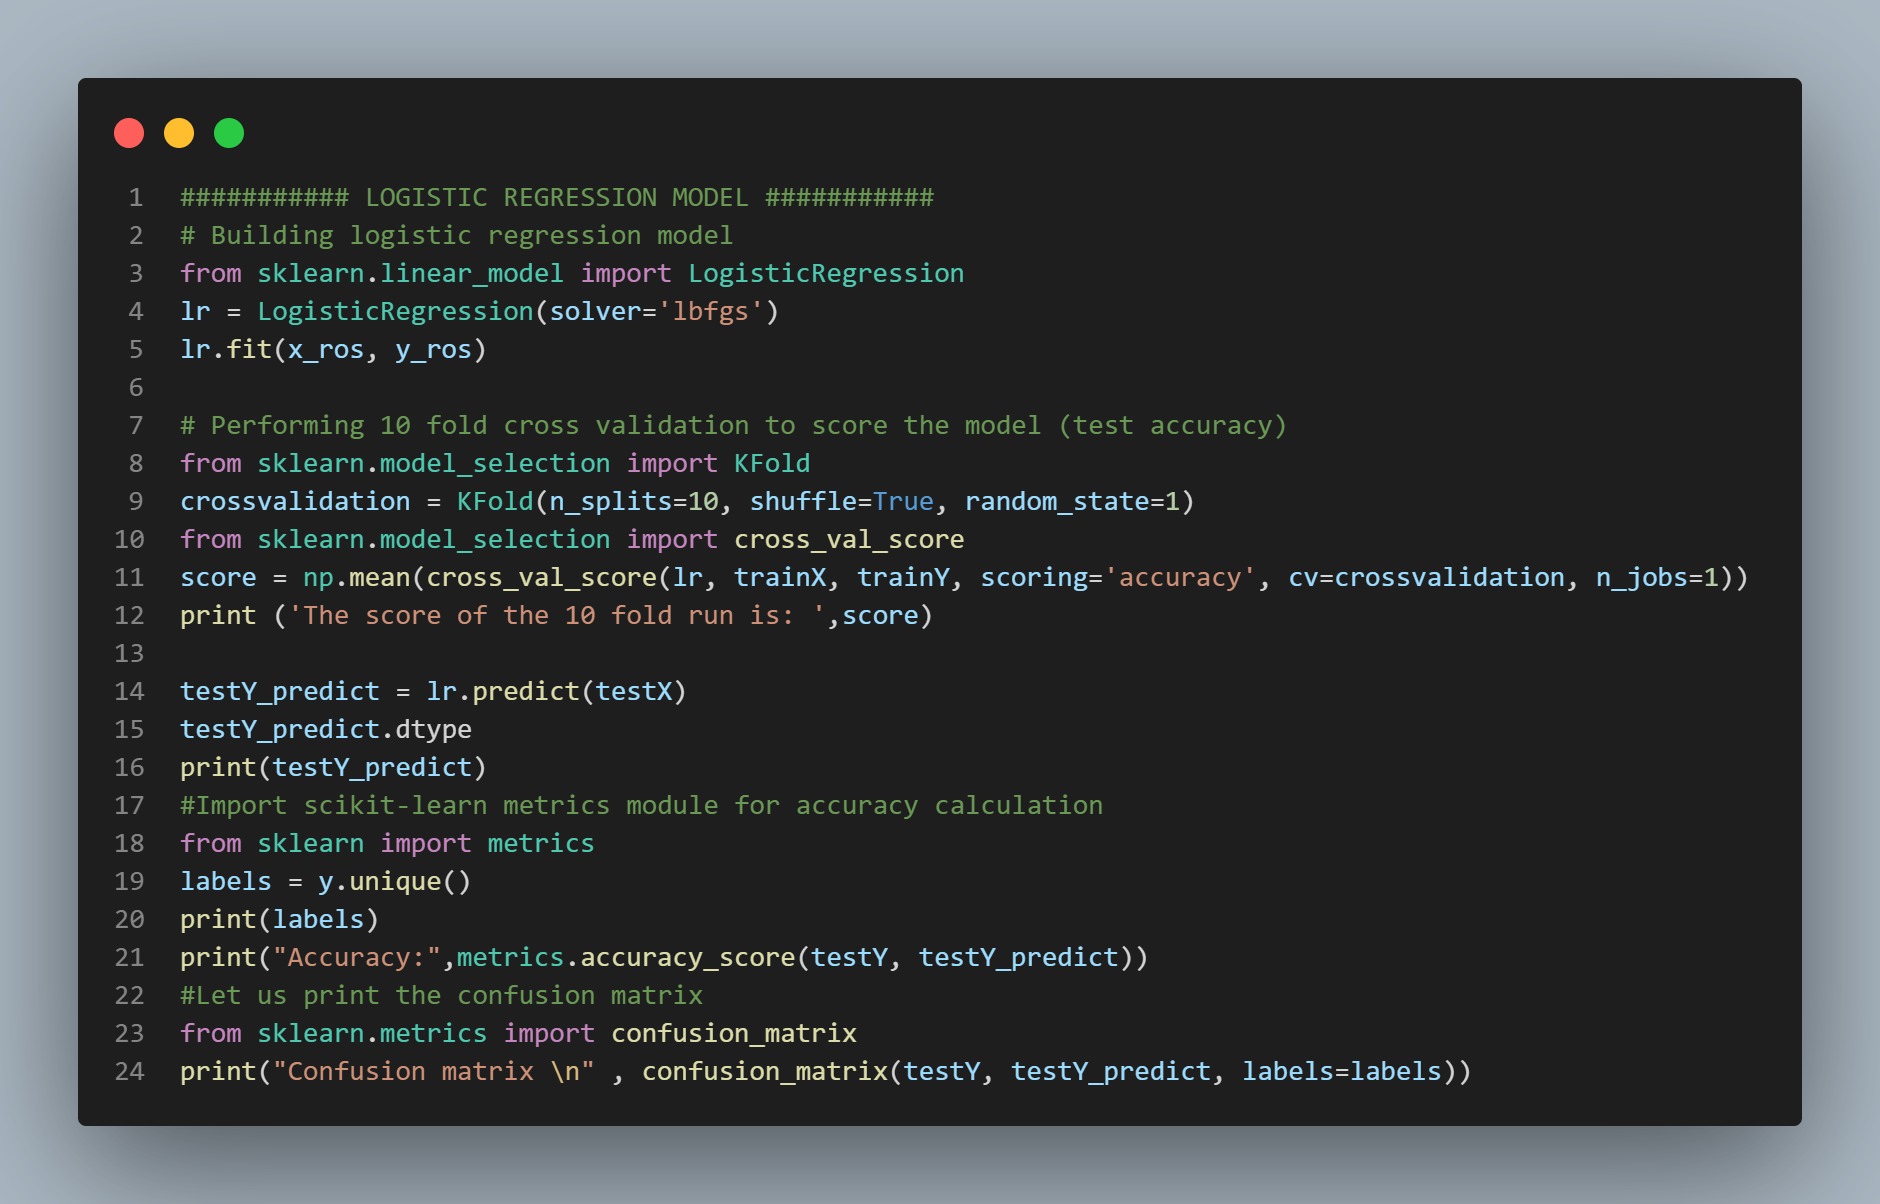 1 ########### LOGISTIC REGRESSION MODEL ###########
2 # Building logistic regression model
3 from sklearn.linear_model import LogisticRegression
4 lr = LogisticRegression(solver='lbfgs')
5 lr.fit(x_ros, y_ros)
6
7 # Performing 10 fold cross validation to score the model (test accuracy)
8 from sklearn.model_selection import KFold
9 crossvalidation = KFold(n_splits=10, shuffle=True, random_state=1)
10 from sklearn.model_selection import cross_val_score
11 score = np.mean(cross_val_score(lr, trainX, trainY, scoring='accuracy', cv=crossvalidation, n_jobs=1))
12 print ('The score of the 10 fold run is: ',score)
13
14 testY_predict = lr.predict(testX)
15 testY_predict.dtype
16 print(testY_predict)
17 #Import scikit-learn metrics module for accuracy calculation
18 from sklearn import metrics
19 labels = y.unique()
20 print(labels)
21 print("Accuracy:",metrics.accuracy_score(testY, testY_predict))
22 #Let us print the confusion matrix
23 from sklearn.metrics import confusion_matrix
24 print("Confusion matrix \n" , confusion_matrix(testY, testY_predict, labels=labels))